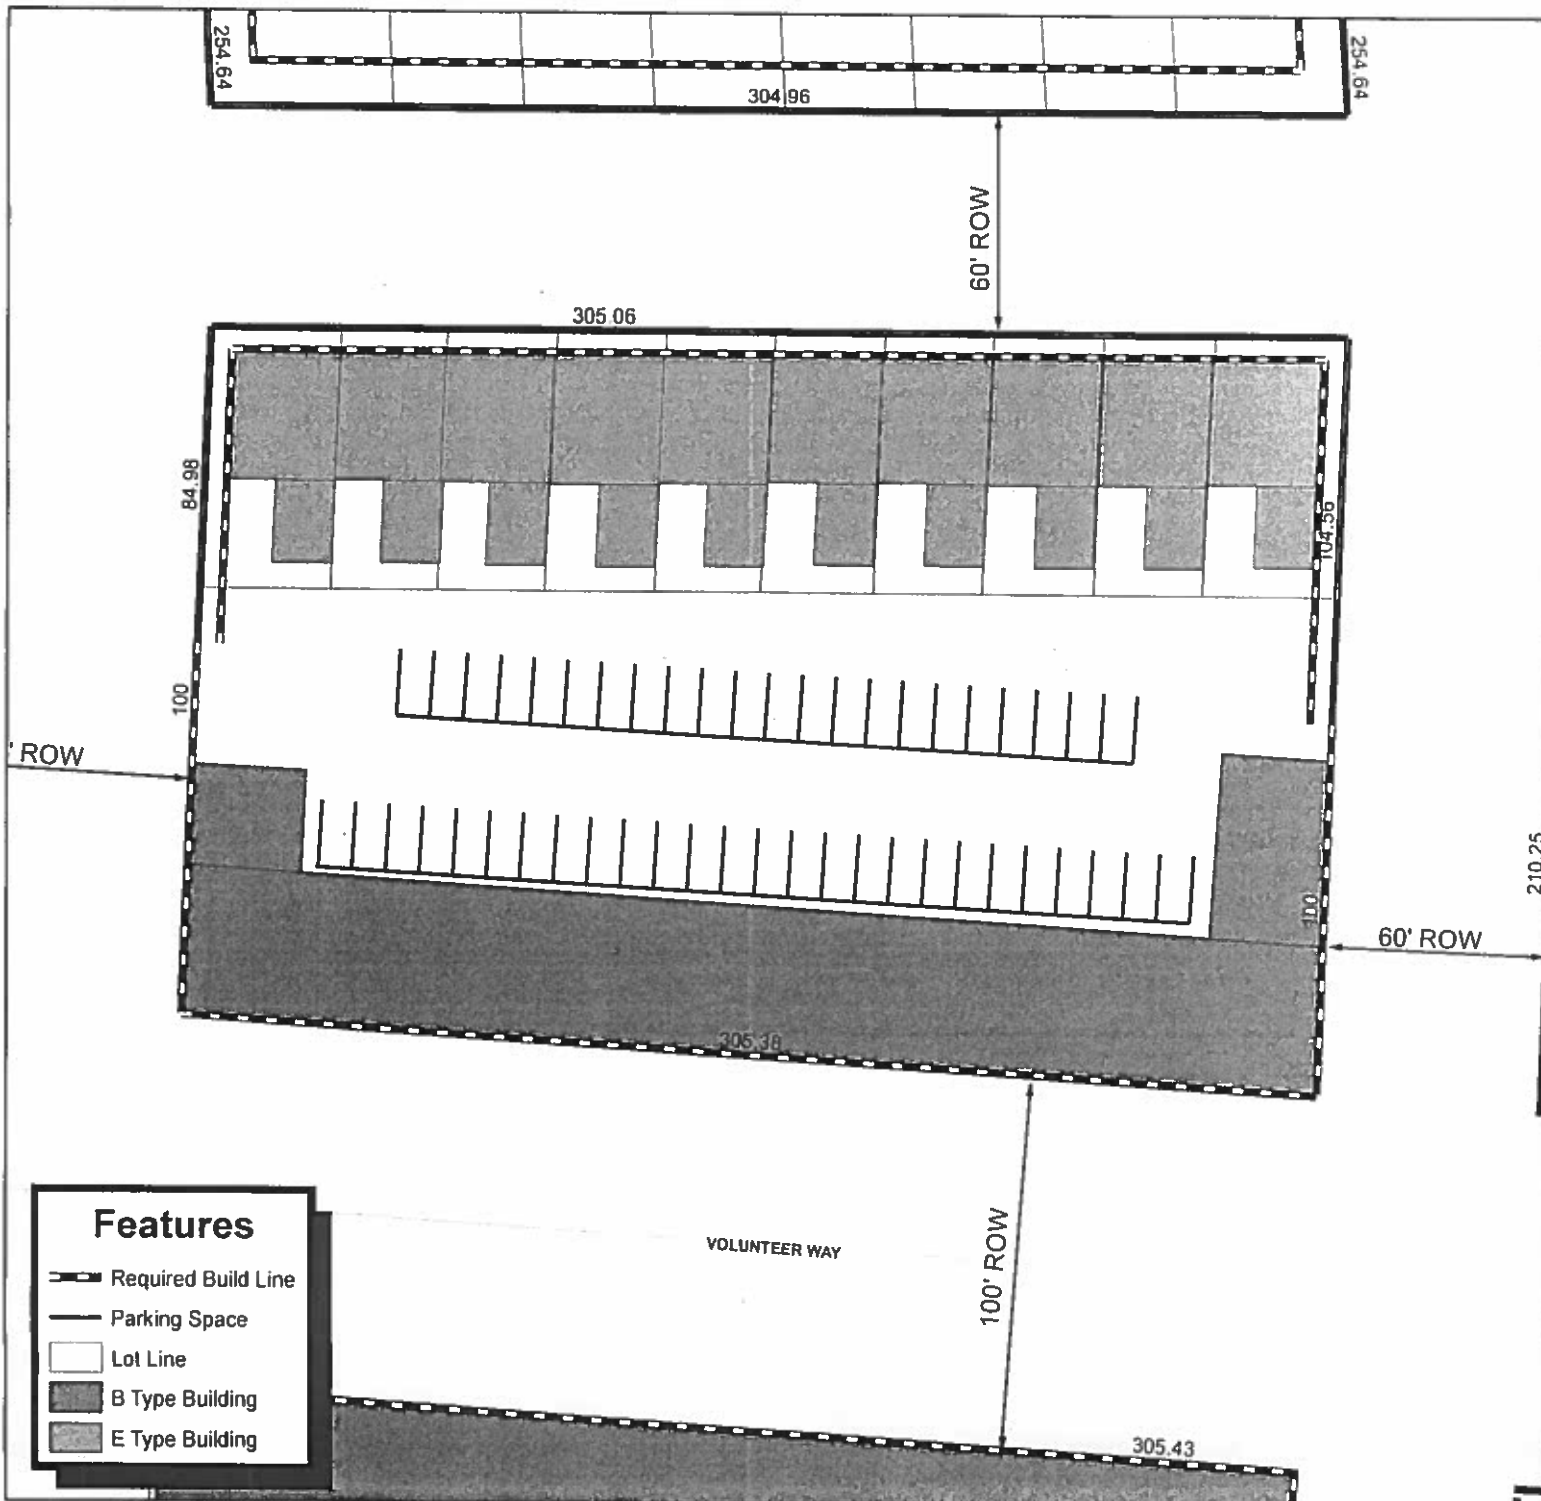 254.64
254.64
304.96
60' ROW
305.06
84.98
104.56
100
' ROW
210.25
100
60' ROW
305.38
100' ROW
VOLUNTEER WAY
Features
Required Build Line
Parking Space
Lot Line
B Type Building
E Type Building
305.43